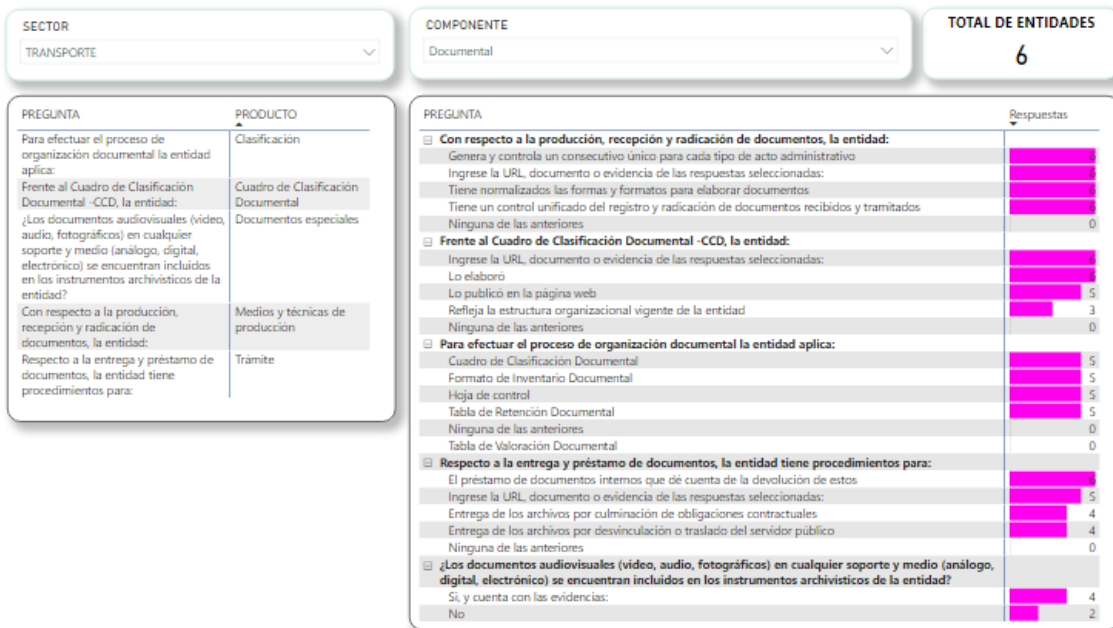 SECTOR
TRANSPORTE
COMPONENTE
Documental
TOTAL DE ENTIDADES
6
PREGUNTA PRODUCTO
Para efectuar el proceso de Clasificación
organización documental la entidad
aplica:
Frente al Cuadro de Clasificación Cuadro de Clasificación
Documental -CCD, la entidad: Documental
¿Los documentos audiovisuales (video, Documentos especiales
audio, fotográficos) en cualquier
soporte y medio (análogo, digital,
electrónico) se encuentran incluidos
en los instrumentos archivísticos de la
entidad?
Con respecto a la producción, Medios y técnicas de
recepción y radicación de producción
documentos, la entidad:
Respecto a la entrega y préstamo de Trámite
documentos, la entidad tiene
procedimientos para:
PREGUNTA Respuestas
Con respecto a la producción, recepción y radicación de documentos, la entidad:
Genera y controla un consecutivo único para cada tipo de acto administrativo 6
Ingrese la URL, documento o evidencia de las respuestas seleccionadas: 6
Tiene normalizados las formas y formatos para elaborar documentos 6
Tiene un control unificado del registro y radicación de documentos recibidos y tramitados 6
Ninguna de las anteriores 0
Frente al Cuadro de Clasificación Documental -CCD, la entidad:
Ingrese la URL, documento o evidencia de las respuestas seleccionadas: 6
Lo elaboró 6
Lo publicó en la página web 5
Refleja la estructura organizacional vigente de la entidad 3
Ninguna de las anteriores 0
Para efectuar el proceso de organización documental la entidad aplica:
Cuadro de Clasificación Documental 5
Formato de Inventario Documental 5
Hoja de control 5
Tabla de Retención Documental 5
Ninguna de las anteriores 0
Tabla de Valoración Documental 0
Respecto a la entrega y préstamo de documentos, la entidad tiene procedimientos para:
El préstamo de documentos internos que dé cuenta de la devolución de estos 6
Ingrese la URL, documento o evidencia de las respuestas seleccionadas: 5
Entrega de los archivos por culminación de obligaciones contractuales 4
Entrega de los archivos por desvinculación o traslado del servidor público 4
Ninguna de las anteriores 0
¿Los documentos audiovisuales (video, audio, fotográficos) en cualquier soporte y medio (análogo,
digital, electrónico) se encuentran incluidos en los instrumentos archivísticos de la entidad?
Si, y cuenta con las evidencias: 4
No 2